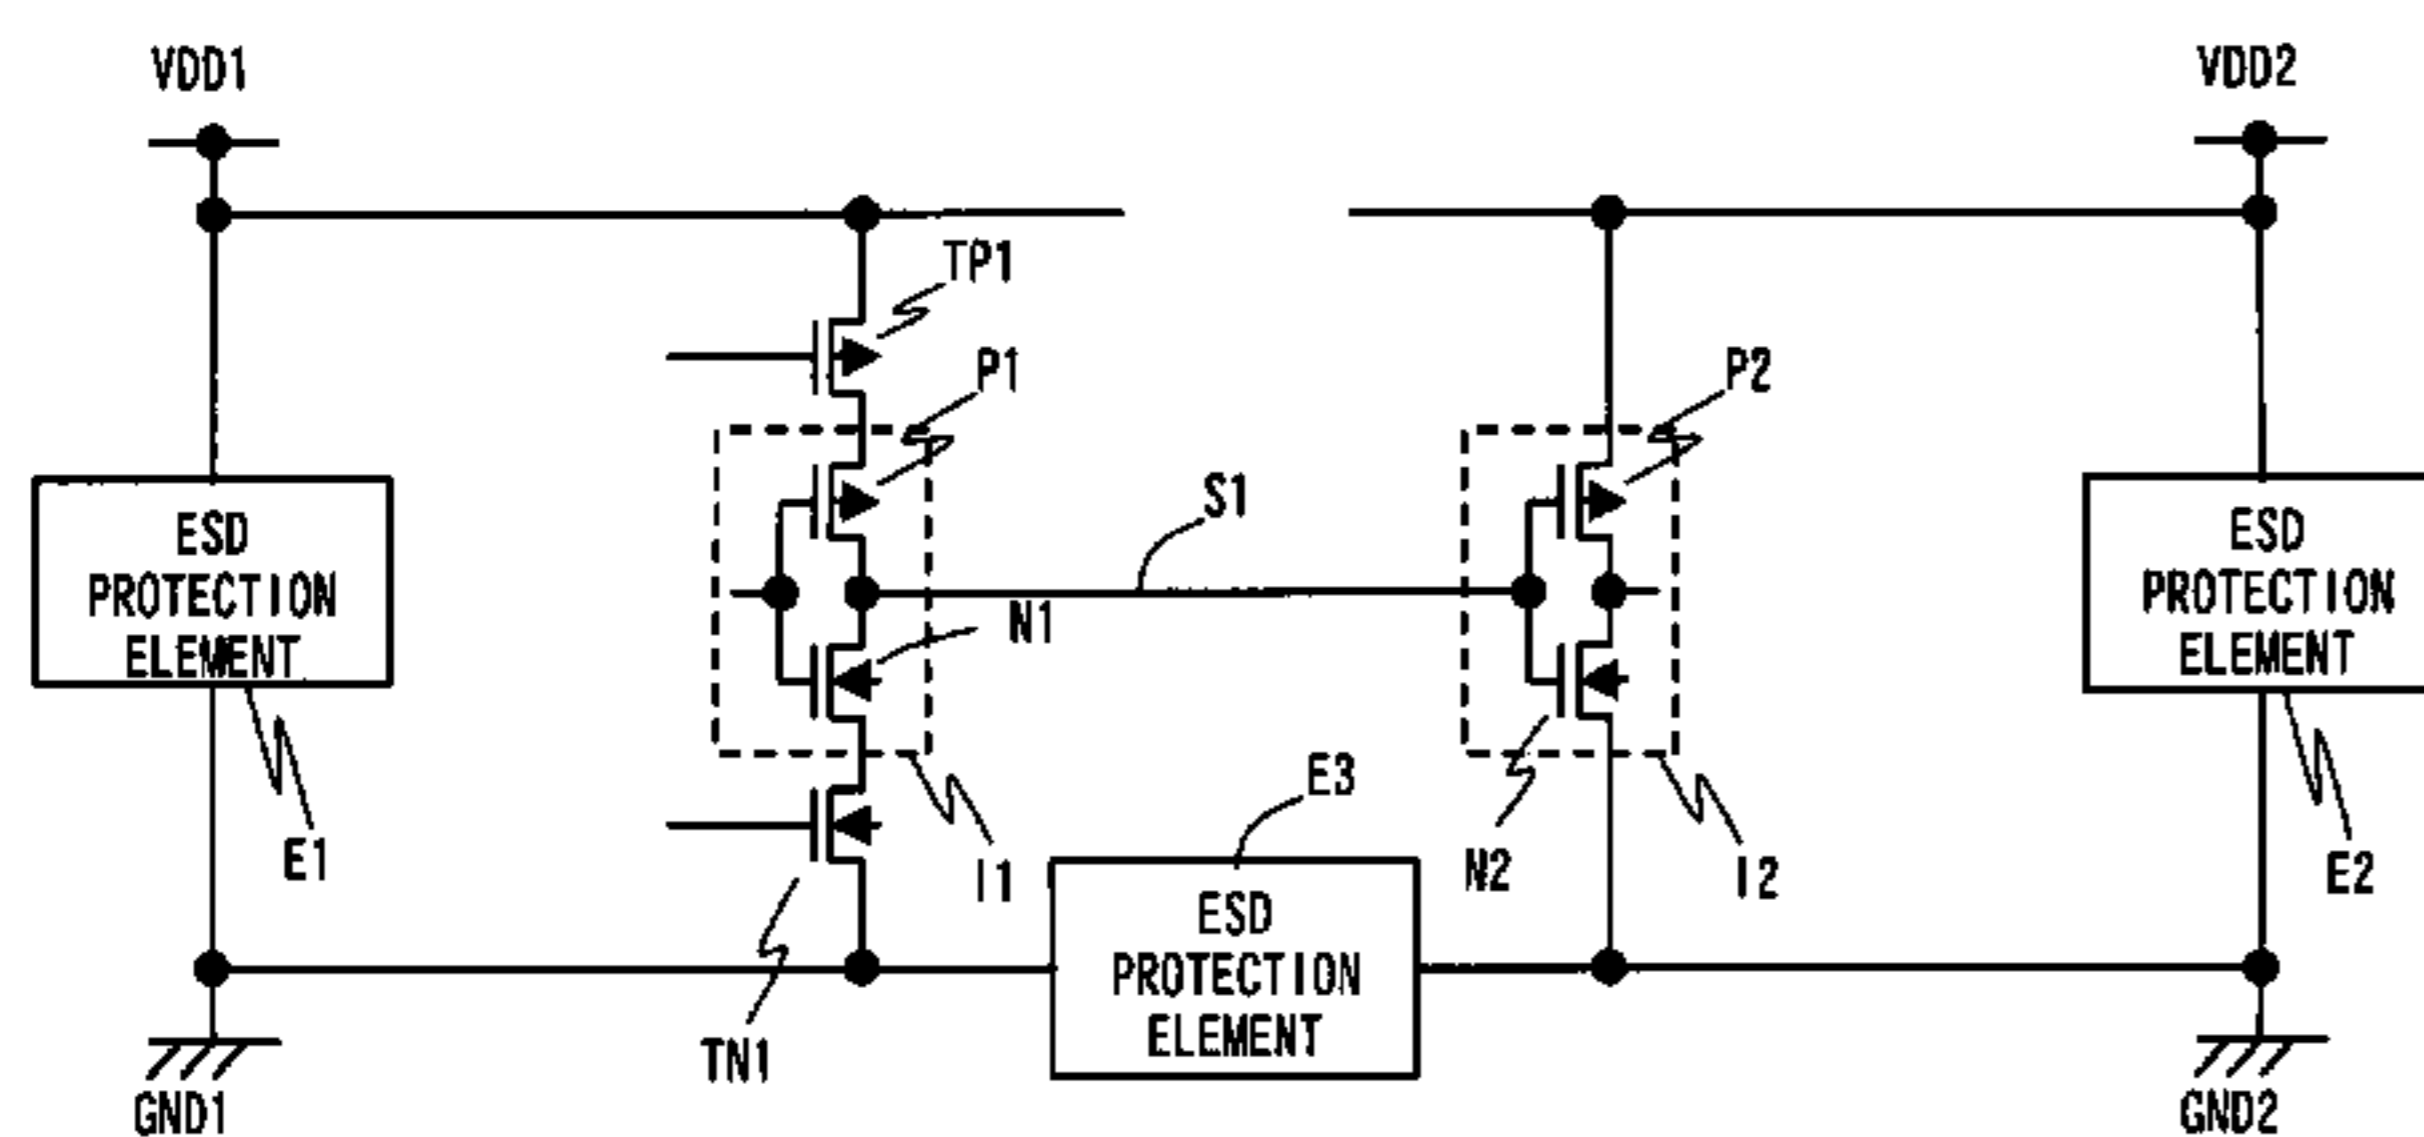 VDD1
VDD2
TP1
P1
P2
S1
ESD
PROTECTION
ELEMENT
ESD
PROTECTION
ELEMENT
N1
E3
E1
I1
N2
I2
E2
ESD
PROTECTION
ELEMENT
TN1
GND1
GND2